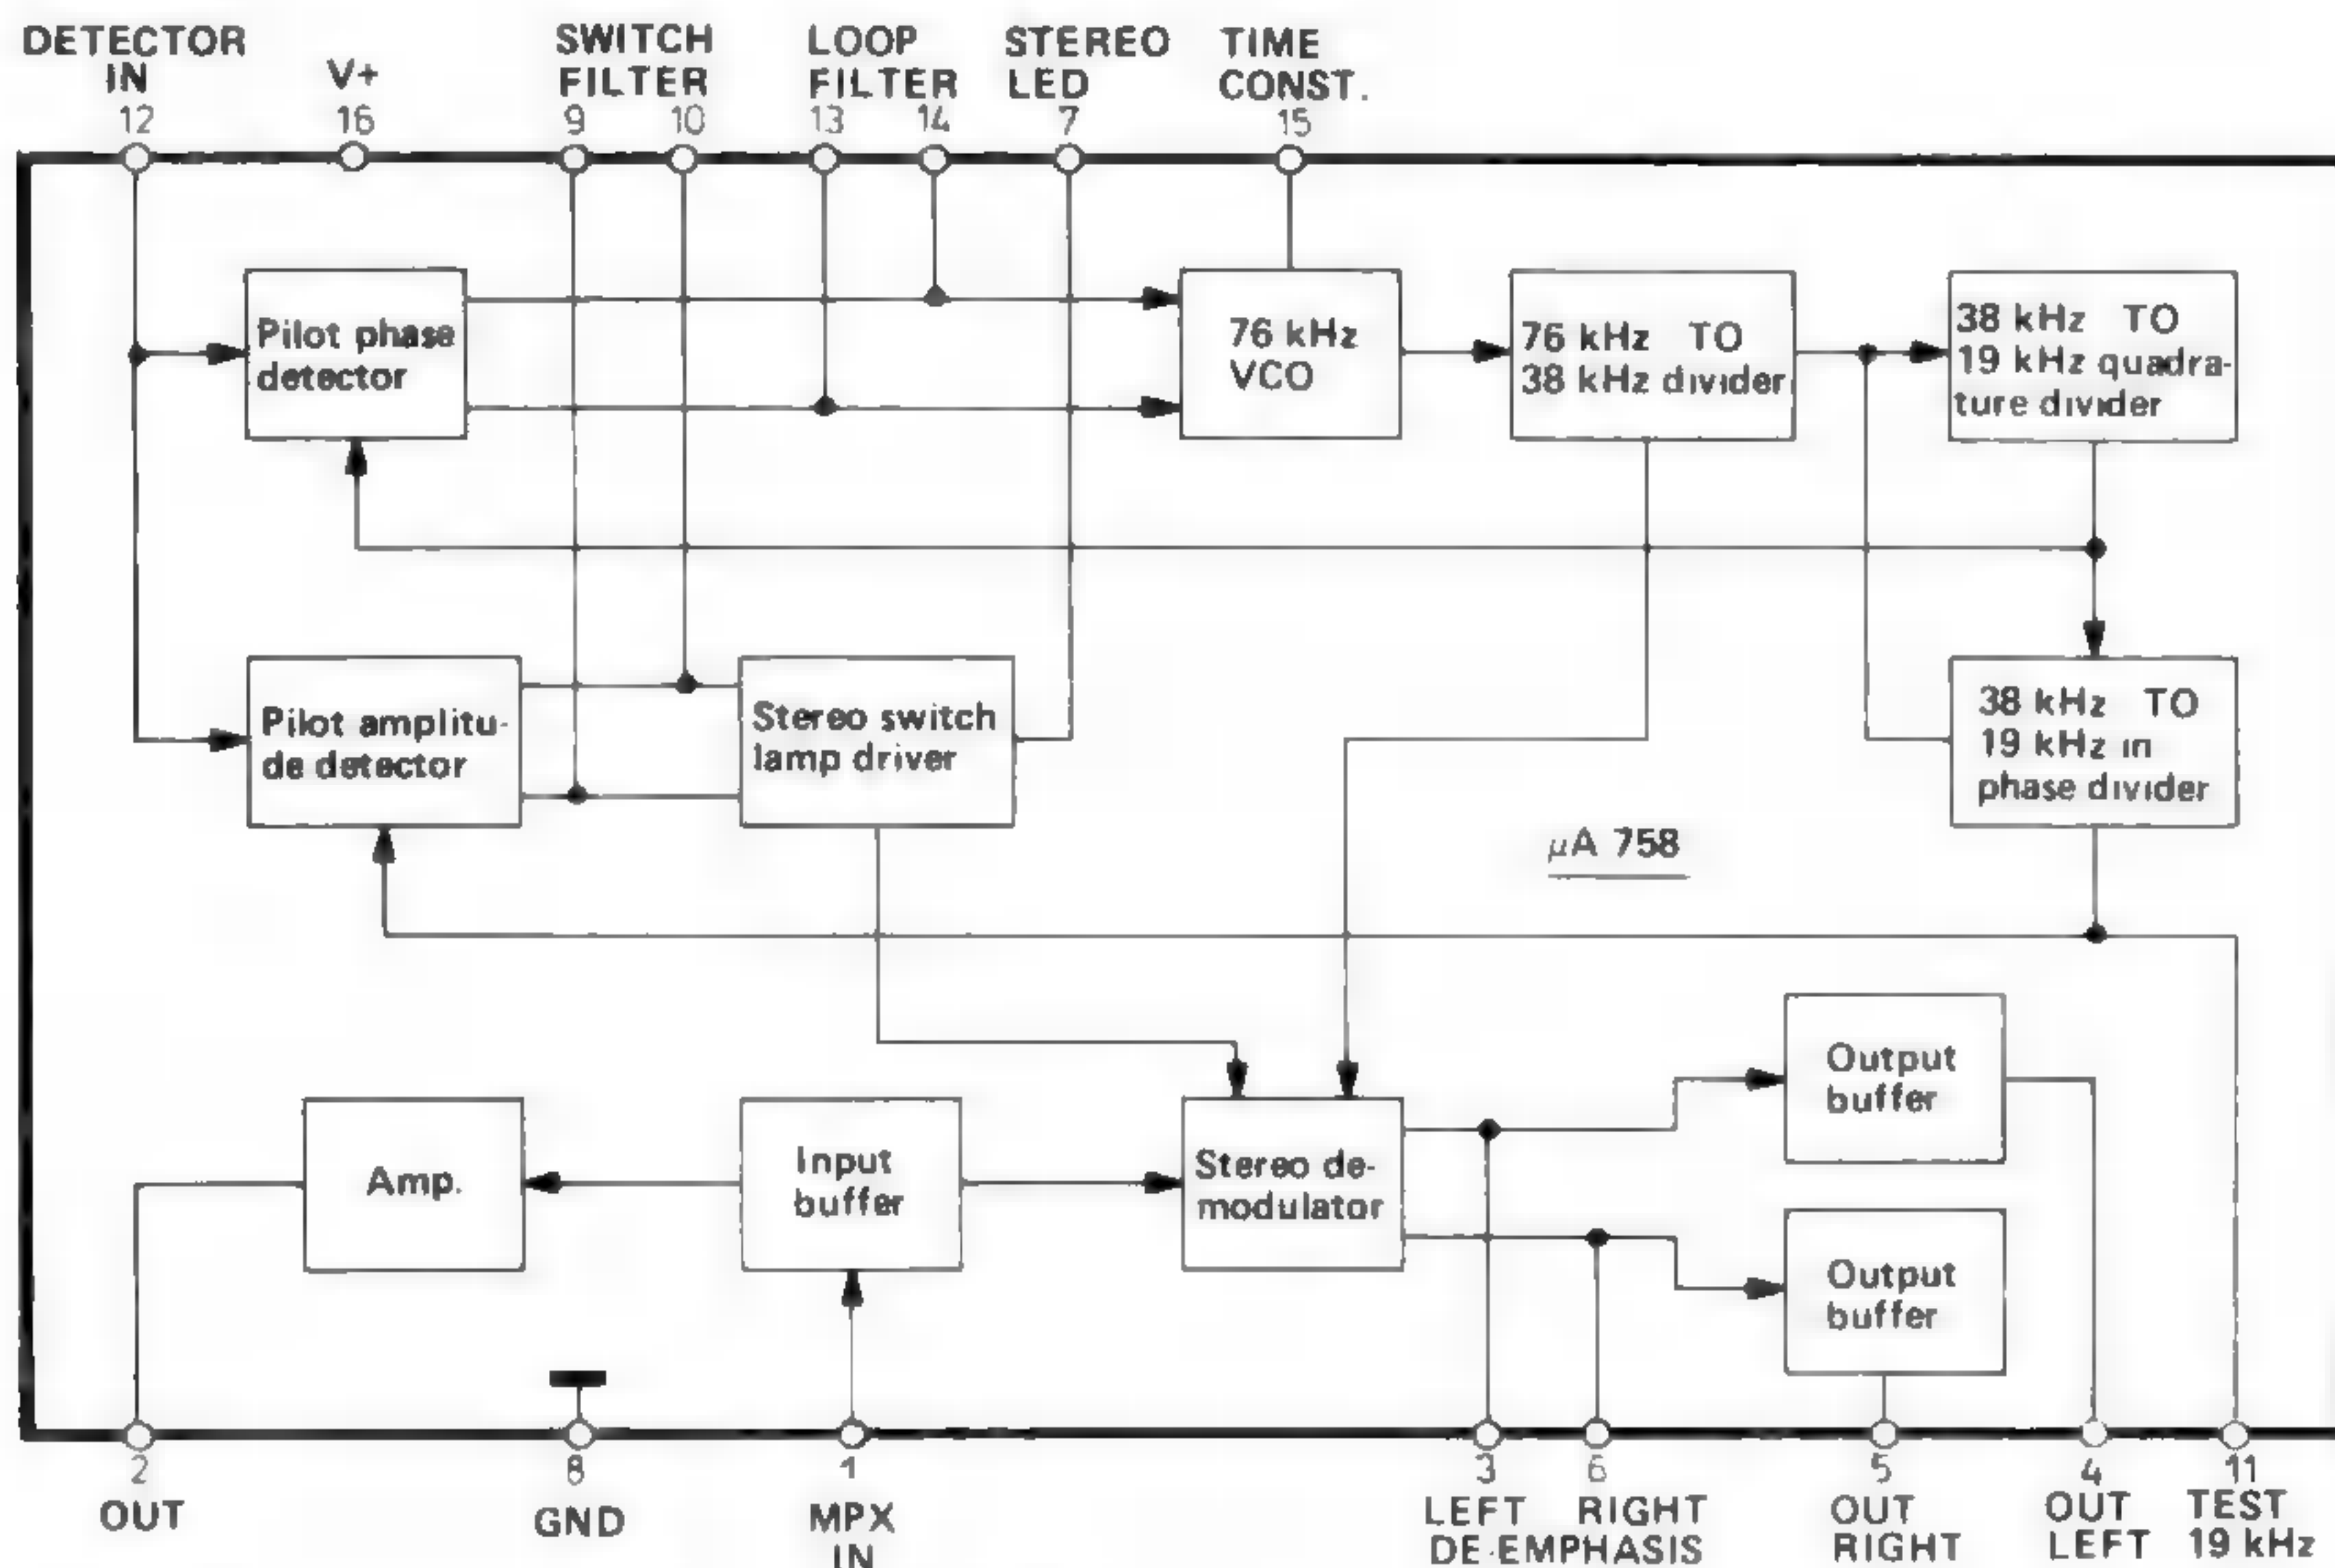 DETECTOR
IN
12
V+
16
SWITCH
FILTER
9 10
LOOP
FILTER
13 14
STEREO
LED
7
TIME
CONST.
15
Pilot phase
detector
76 kHz
VCO
76 kHz TO
38 kHz divider
38 kHz TO
19 kHz quadra-
ture divider
Pilot amplitu-
de detector
Stereo switch
lamp driver
38 kHz TO
19 kHz in
phase divider
μA 758
Amp.
Input
buffer
Stereo de-
modulator
Output
buffer
Output
buffer
2
OUT
8
GND
1
MPX
IN
3 6
LEFT RIGHT
DE-EMPHASIS
5
OUT
RIGHT
4
OUT
LEFT
11
TEST
19 kHz